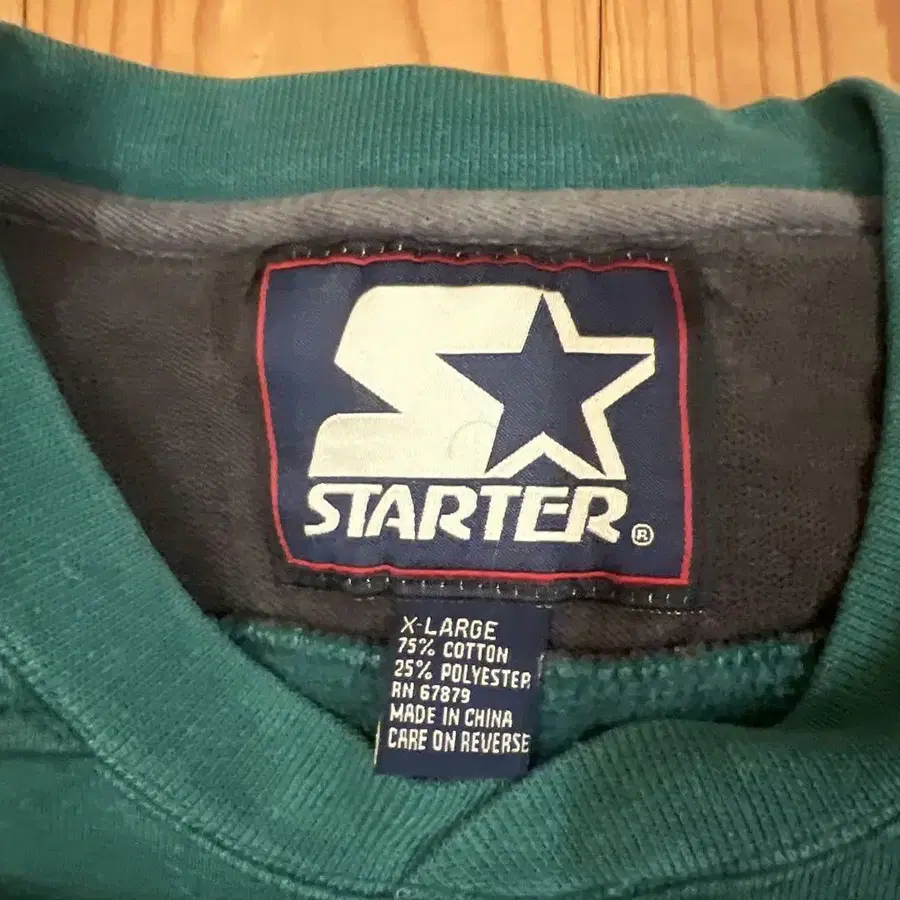 STARTER®
X-LARGE
75% COTTON
25% POLYESTER
RN 67879
MADE IN CHINA
CARE ON REVERSE